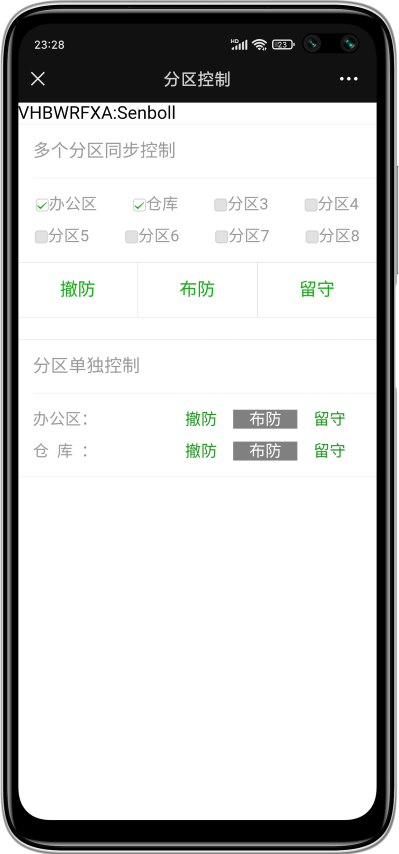 23:28 HD 23
分区控制
VHBWRFXA:Senboll
多个分区同步控制
办公区 仓库 分区3 分区4
分区5 分区6 分区7 分区8
撤防 布防 留守
分区单独控制
办公区： 撤防 布防 留守
仓 库 ： 撤防 布防 留守